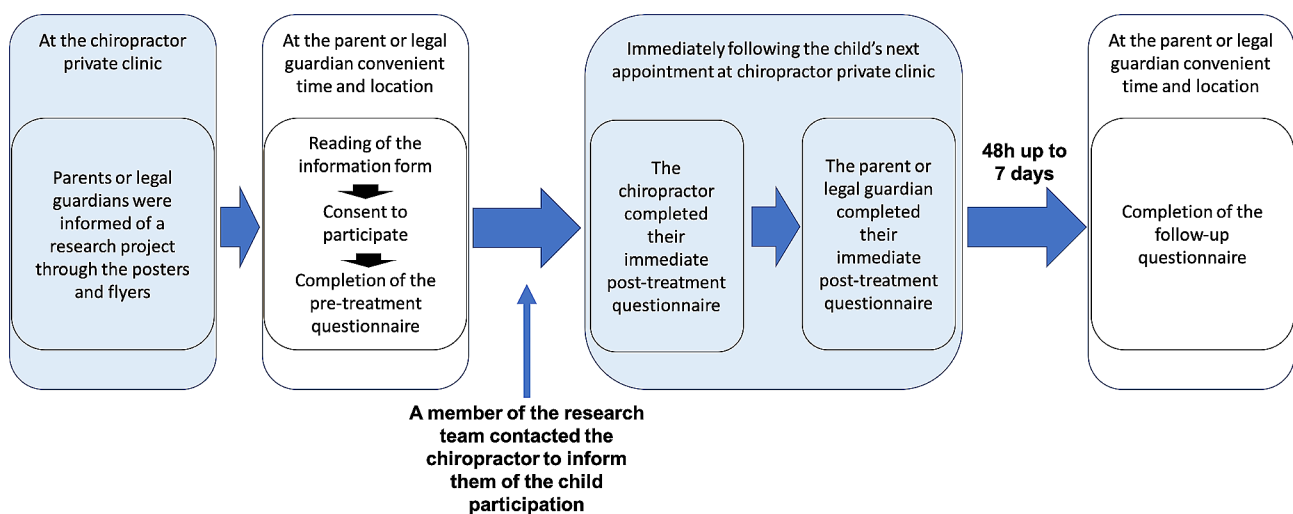 At the chiropractor
private clinic
Parents or legal
guardians were
informed of a
research project
through the posters
and flyers
At the parent or legal
guardian convenient
time and location
Reading of the
information form
Consent to
participate
Completion of the
pre-treatment
questionnaire
A member of the research
team contacted the
chiropractor to inform
them of the child
participation
Immediately following the child's next
appointment at chiropractor private clinic
The
chiropractor
completed
their
immediate
post-treatment
questionnaire
The parent or
legal guardian
completed
their
immediate
post-treatment
questionnaire
48h up to
7 days
At the parent or legal
guardian convenient
time and location
Completion of the
follow-up
questionnaire